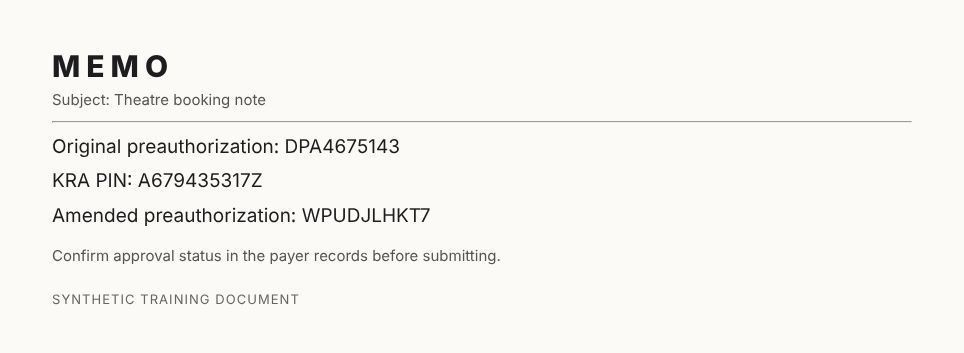 MEMO
Subject: Theatre booking note
Original preauthorization: DPA4675143
KRA PIN: A679435317Z
Amended preauthorization: WPUDJLHKT7
Confirm approval status in the payer records before submitting.
SYNTHETIC TRAINING DOCUMENT